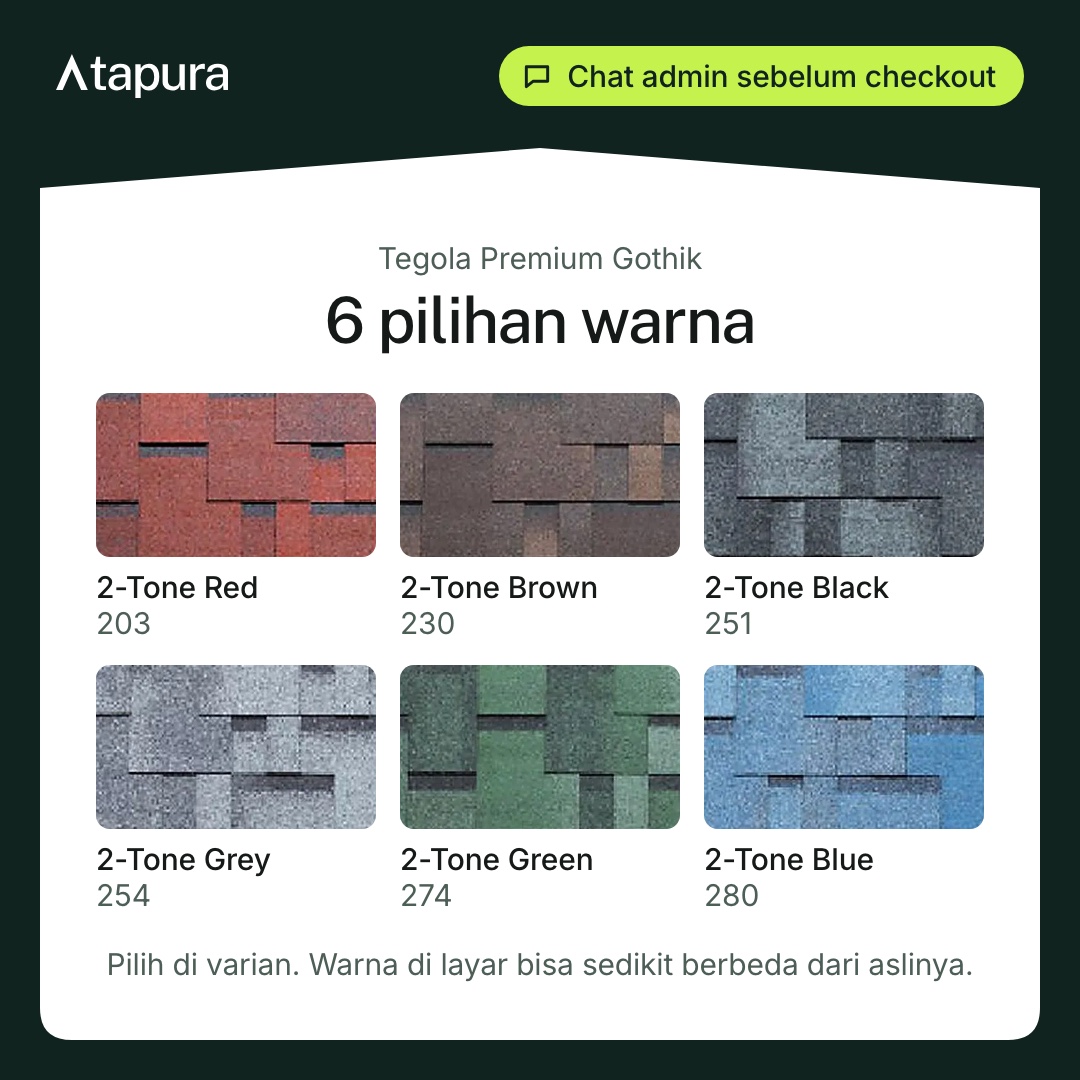 Atapura
Chat admin sebelum checkout
Tegola Premium Gothik
6 pilihan warna
2-Tone Red
203
2-Tone Brown
230
2-Tone Black
251
2-Tone Grey
254
2-Tone Green
274
2-Tone Blue
280
Pilih di varian. Warna di layar bisa sedikit berbeda dari aslinya.